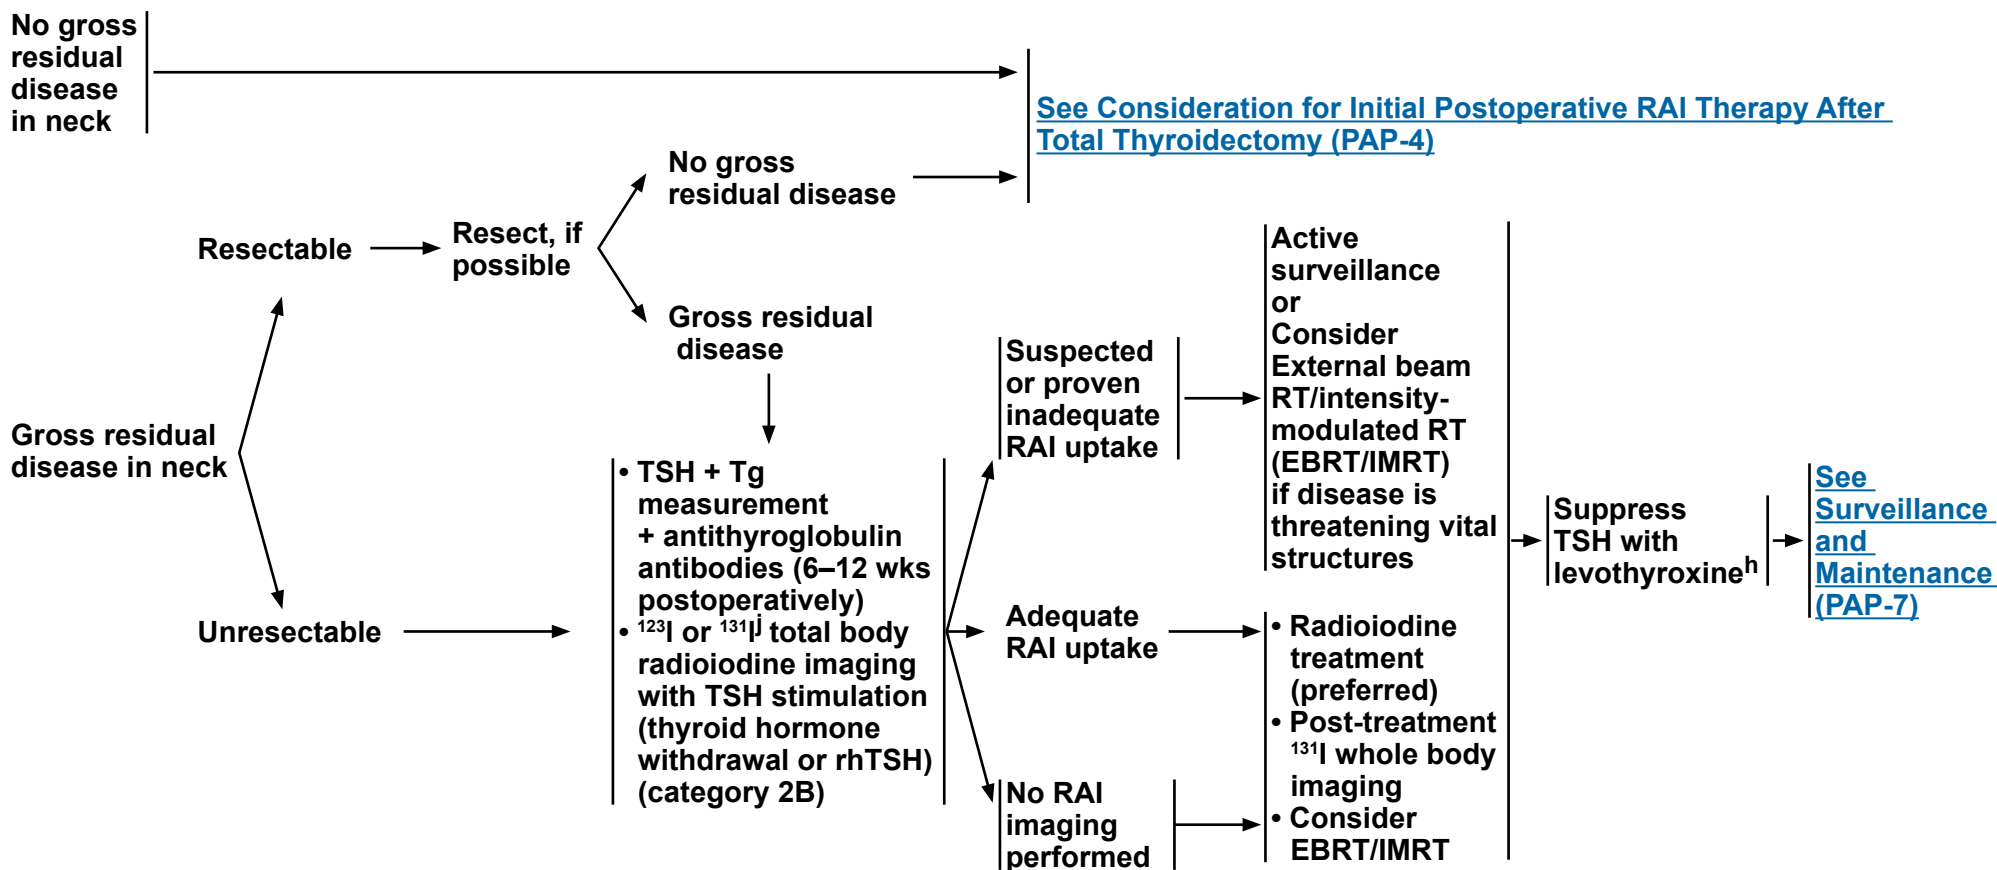 No gross
residual
disease
in neck
See Consideration for Initial Postoperative RAI Therapy After
Total Thyroidectomy (PAP-4)
No gross
residual disease
Resectable
Resect, if
possible
Gross residual
disease
Gross residual
disease in neck
Unresectable
• TSH + Tg
measurement
+ antithyroglobulin
antibodies (6–12 wks
postoperatively)
• ¹²³I or ¹³¹Iʲ total body
radioiodine imaging
with TSH stimulation
(thyroid hormone
withdrawal or rhTSH)
(category 2B)
Suspected
or proven
inadequate
RAI uptake
Active
surveillance
or
Consider
External beam
RT/intensity-
modulated RT
(EBRT/IMRT)
if disease is
threatening vital
structures
Adequate
RAI uptake
No RAI
imaging
performed
• Radioiodine
treatment
(preferred)
• Post-treatment
¹³¹I whole body
imaging
• Consider
EBRT/IMRT
Suppress
TSH with
levothyroxineʰ
See
Surveillance
and
Maintenance
(PAP-7)